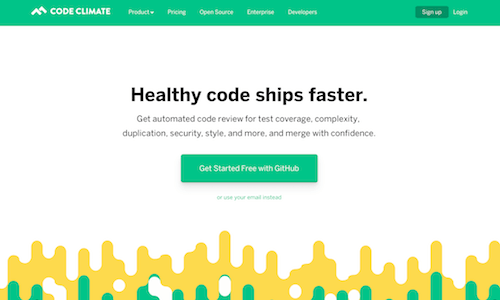 CODE CLIMATE Product Pricing Open Source Enterprise Developers Sign up Login
Healthy code ships faster.
Get automated code review for test coverage, complexity,
duplication, security, style, and more, and merge with confidence.
Get Started Free with GitHub
or use your email instead